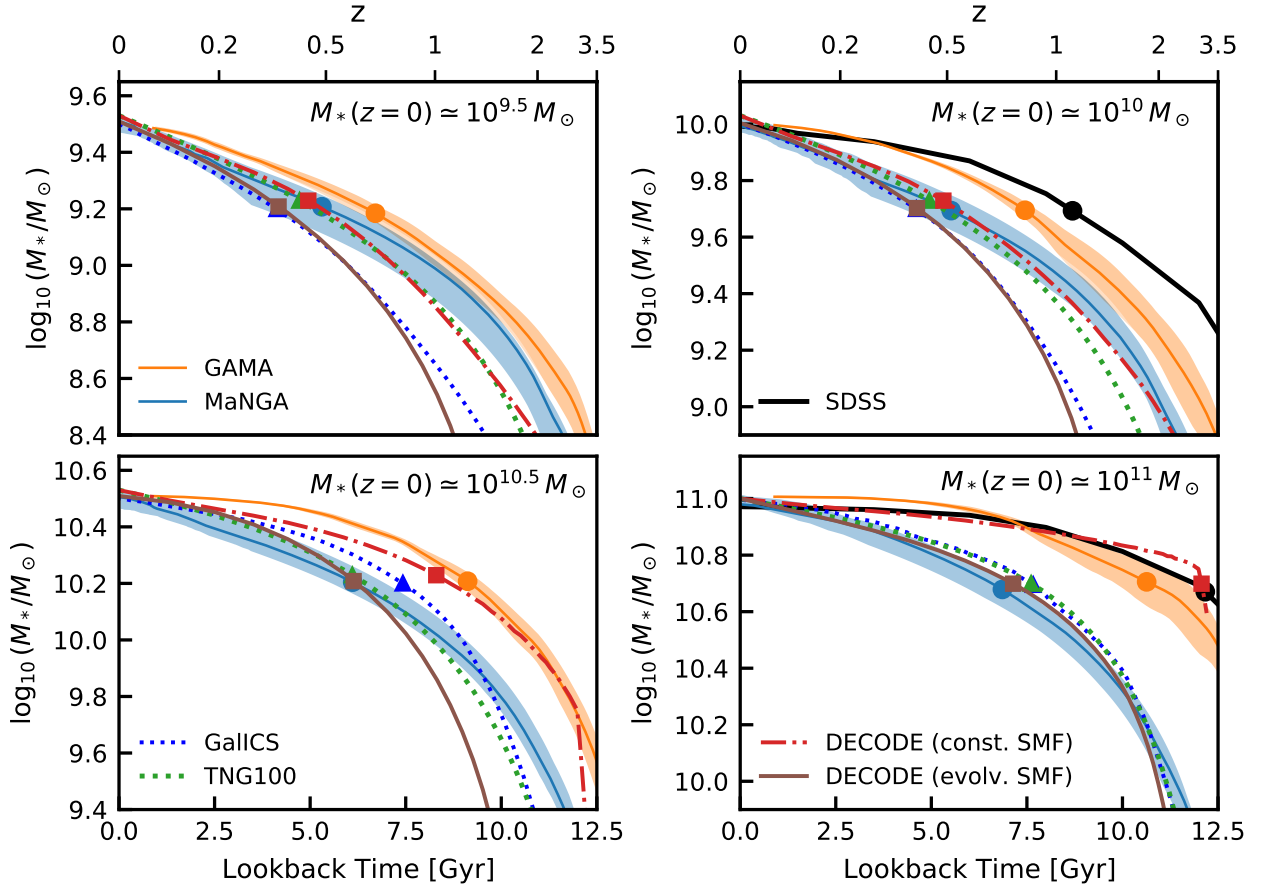 z z
0 0.2 0.5 1 2 3.5 0 0.2 0.5 1 2 3.5
M∗(z = 0) ≃ 10^9.5 M⊙
9.6
9.4
9.2
9.0
8.8
8.6
8.4
log10(M∗/M⊙)
GAMA
MaNGA
M∗(z = 0) ≃ 10^10 M⊙
10.0
9.8
9.6
9.4
9.2
9.0
log10(M∗/M⊙)
SDSS
M∗(z = 0) ≃ 10^10.5 M⊙
10.6
10.4
10.2
10.0
9.8
9.6
9.4
log10(M∗/M⊙)
GalICS
TNG100
0.0 2.5 5.0 7.5 10.0 12.5
Lookback Time [Gyr]
M∗(z = 0) ≃ 10^11 M⊙
11.0
10.8
10.6
10.4
10.2
10.0
log10(M∗/M⊙)
DECODE (const. SMF)
DECODE (evolv. SMF)
0.0 2.5 5.0 7.5 10.0 12.5
Lookback Time [Gyr]